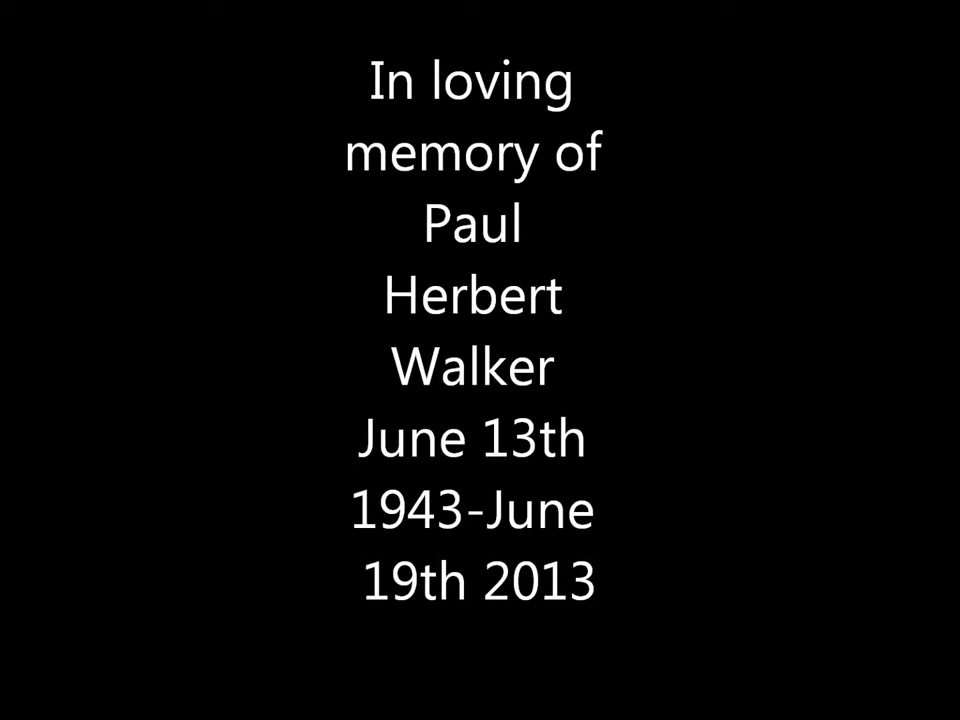 In loving
memory of
Paul
Herbert
Walker
June 13th
1943-June
19th 2013